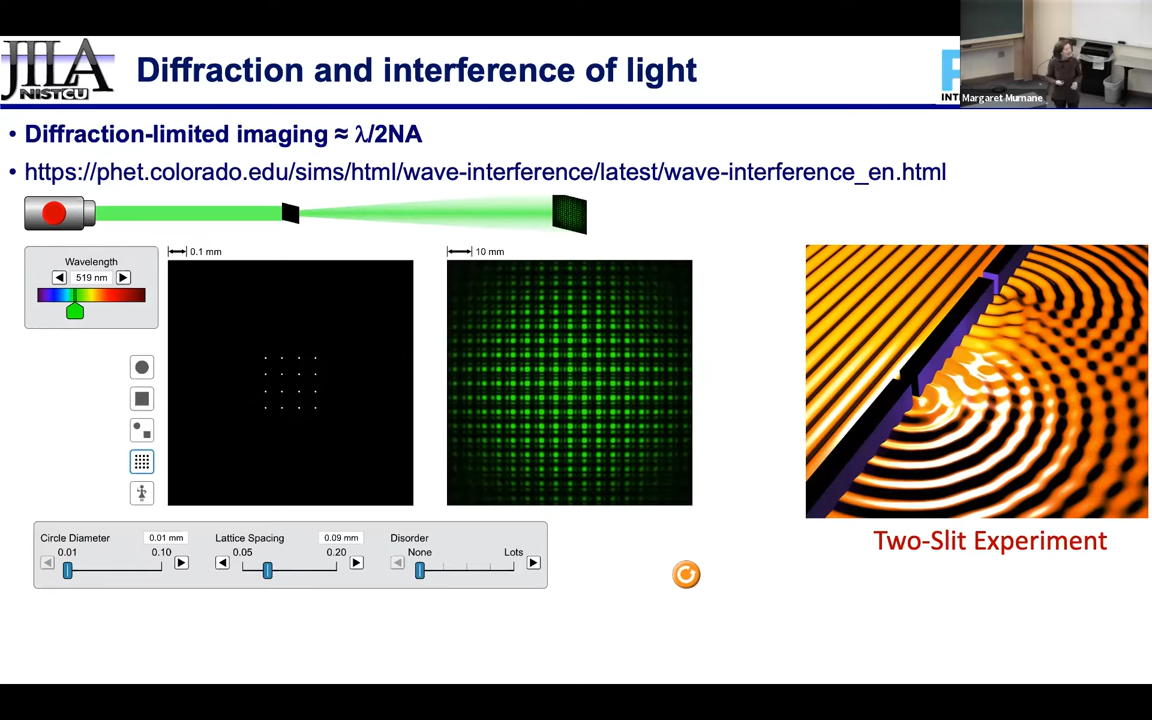 JILA
NIST CU
Diffraction and interference of light
INT
Margaret Murnane
• Diffraction-limited imaging ≈ λ/2NA
• https://phet.colorado.edu/sims/html/wave-interference/latest/wave-interference_en.html
0.1 mm
10 mm
Wavelength
519 nm
Circle Diameter
0.01 mm
0.01
0.10
Lattice Spacing
0.09 mm
0.05
0.20
Disorder
None
Lots
Two-Slit Experiment